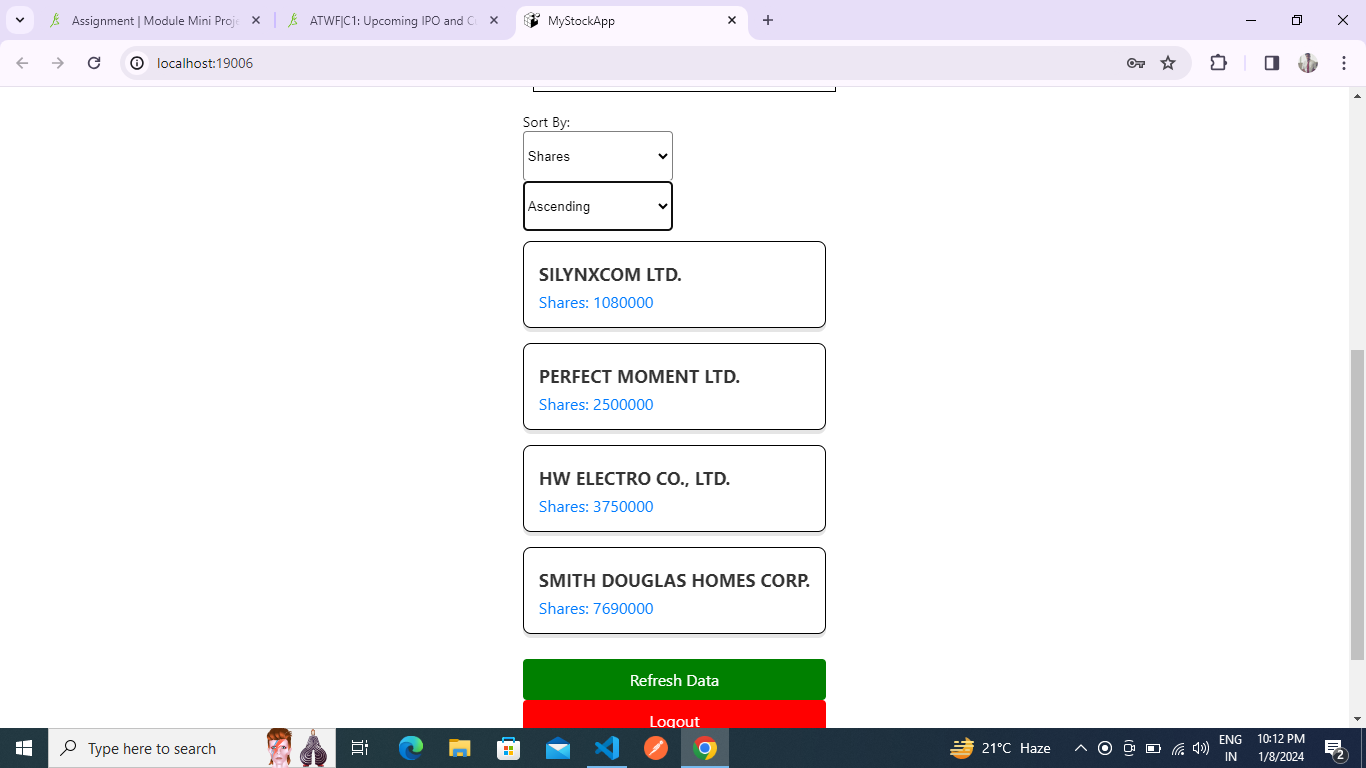 Assignment | Module Mini Proje
ATWF|C1: Upcoming IPO and C
MyStockApp
localhost:19006
Sort By:
Shares
Ascending
SILYNXCOM LTD.
Shares: 1080000
PERFECT MOMENT LTD.
Shares: 2500000
HW ELECTRO CO., LTD.
Shares: 3750000
SMITH DOUGLAS HOMES CORP.
Shares: 7690000
Refresh Data
Logout
Type here to search
21°C Haze
ENG
IN
10:12 PM
1/8/2024
2